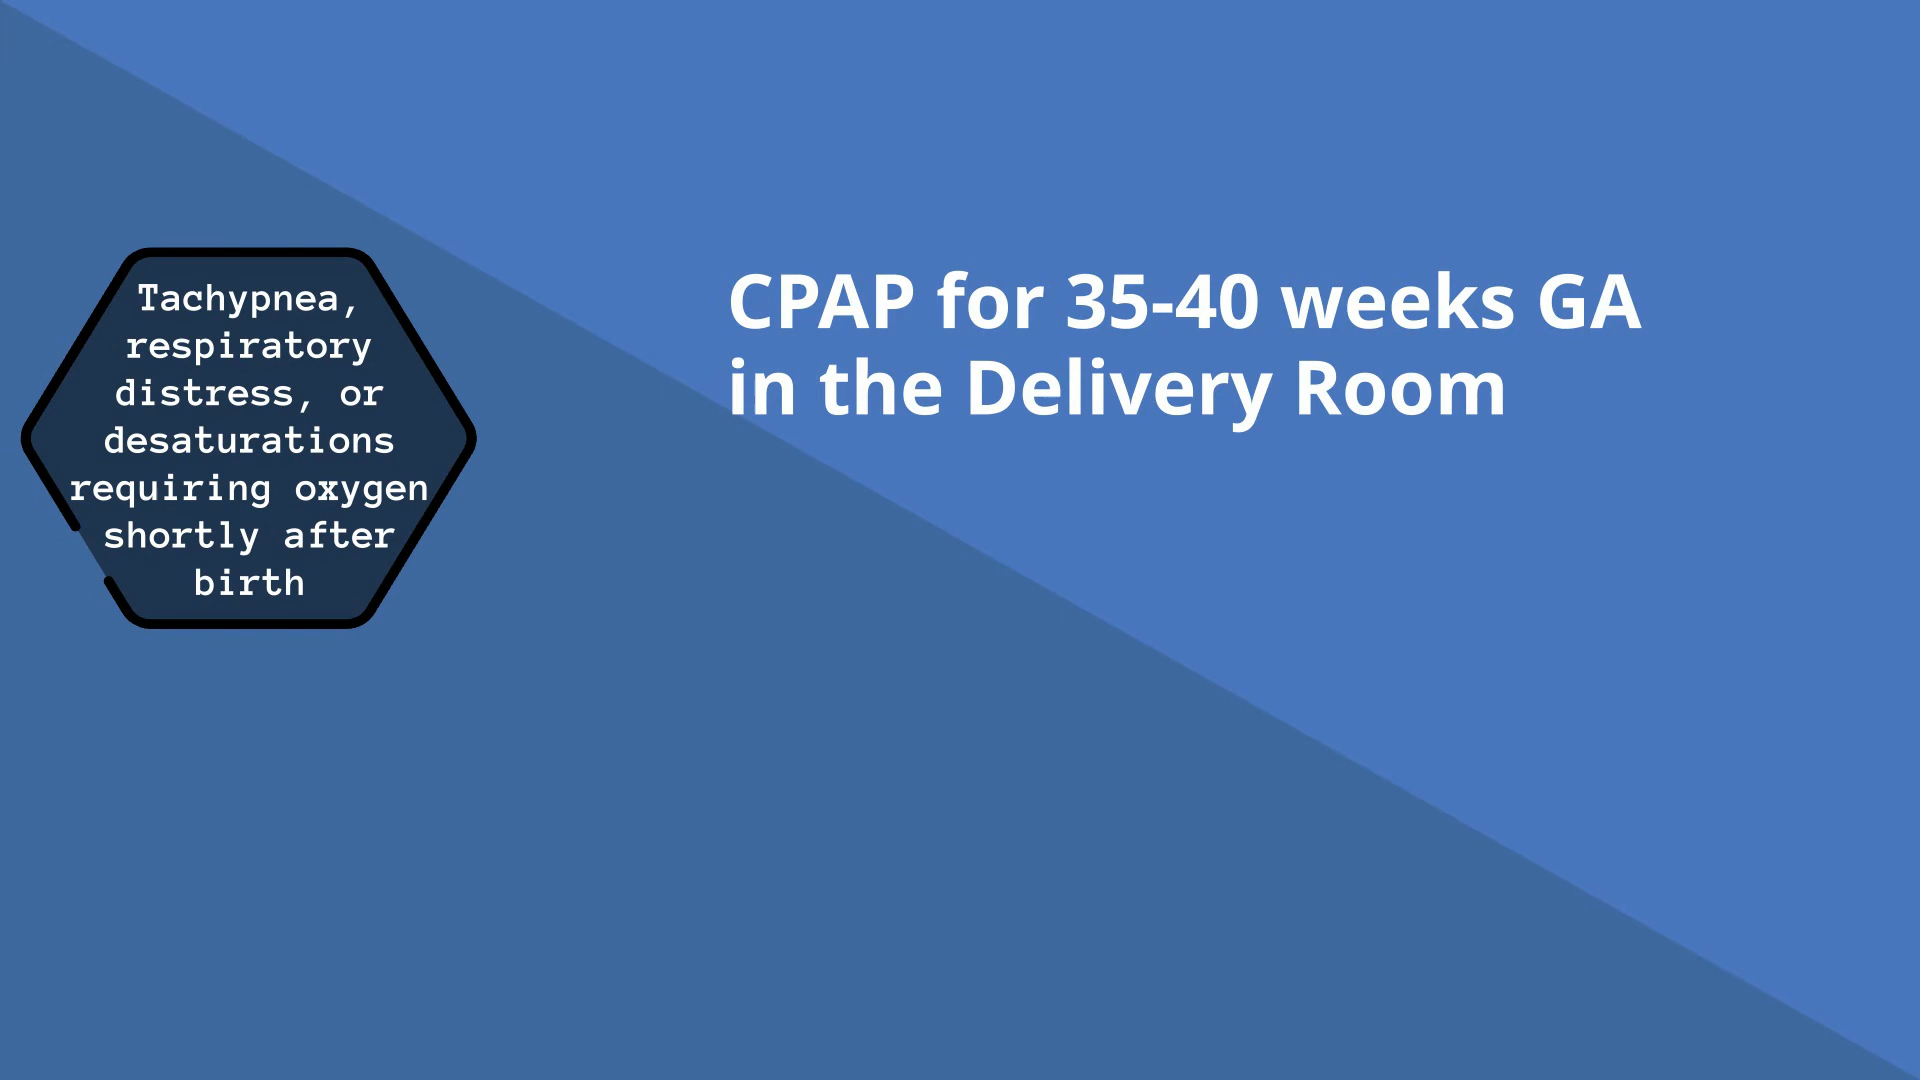 Tachypnea,
respiratory
distress, or
desaturations
requiring oxygen
shortly after
birth
CPAP for 35-40 weeks GA
in the Delivery Room